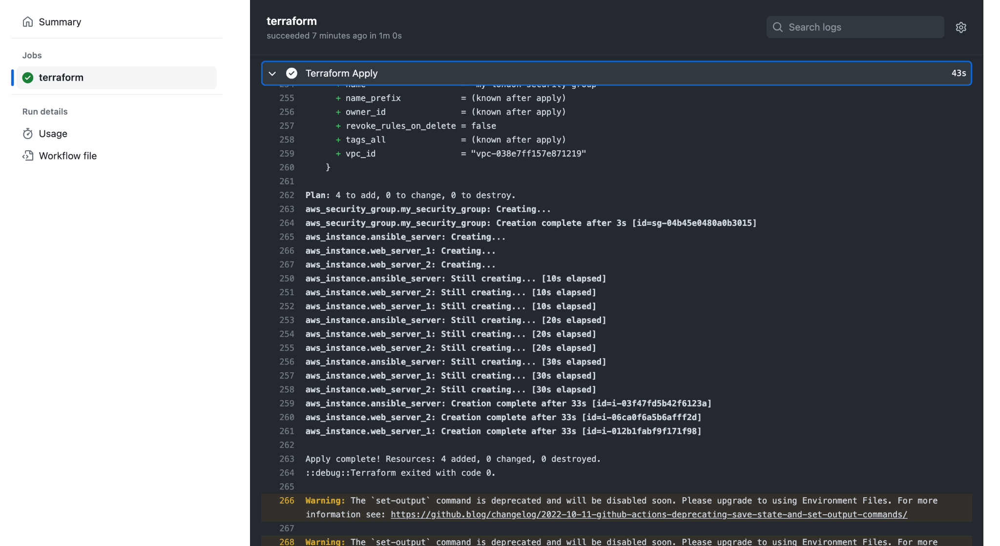 Summary
Jobs
terraform
Run details
Usage
Workflow file
terraform
succeeded 7 minutes ago in 1m 0s
Search logs
Terraform Apply 43s
254 + name = "my london security group"
255 + name_prefix = (known after apply)
256 + owner_id = (known after apply)
257 + revoke_rules_on_delete = false
258 + tags_all = (known after apply)
259 + vpc_id = "vpc-038e7ff157e871219"
260 }
261
262 Plan: 4 to add, 0 to change, 0 to destroy.
263 aws_security_group.my_security_group: Creating...
264 aws_security_group.my_security_group: Creation complete after 3s [id=sg-04b45e0480a0b3015]
265 aws_instance.ansible_server: Creating...
266 aws_instance.web_server_1: Creating...
267 aws_instance.web_server_2: Creating...
250 aws_instance.ansible_server: Still creating... [10s elapsed]
251 aws_instance.web_server_2: Still creating... [10s elapsed]
252 aws_instance.web_server_1: Still creating... [10s elapsed]
253 aws_instance.ansible_server: Still creating... [20s elapsed]
254 aws_instance.web_server_1: Still creating... [20s elapsed]
255 aws_instance.web_server_2: Still creating... [20s elapsed]
256 aws_instance.ansible_server: Still creating... [30s elapsed]
257 aws_instance.web_server_1: Still creating... [30s elapsed]
258 aws_instance.web_server_2: Still creating... [30s elapsed]
259 aws_instance.ansible_server: Creation complete after 33s [id=i-03f47fd5b42f6123a]
260 aws_instance.web_server_2: Creation complete after 33s [id=i-06ca0f6a5b6afff2d]
261 aws_instance.web_server_1: Creation complete after 33s [id=i-012b1fabf9f171f98]
262
263 Apply complete! Resources: 4 added, 0 changed, 0 destroyed.
264 ::debug::Terraform exited with code 0.
265
266 Warning: The `set-output` command is deprecated and will be disabled soon. Please upgrade to using Environment Files. For more
information see: https://github.blog/changelog/2022-10-11-github-actions-deprecating-save-state-and-set-output-commands/
267
268 Warning: The `set-output` command is deprecated and will be disabled soon. Please upgrade to using Environment Files. For more